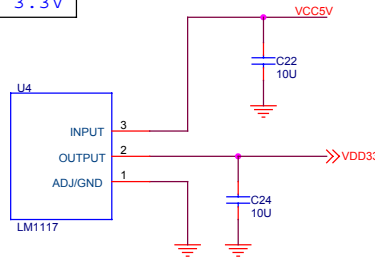 3.3V
VCC5V
C22
10U
U4
INPUT 3
OUTPUT 2
VDD33
ADJ/GND 1
C24
10U
LM1117